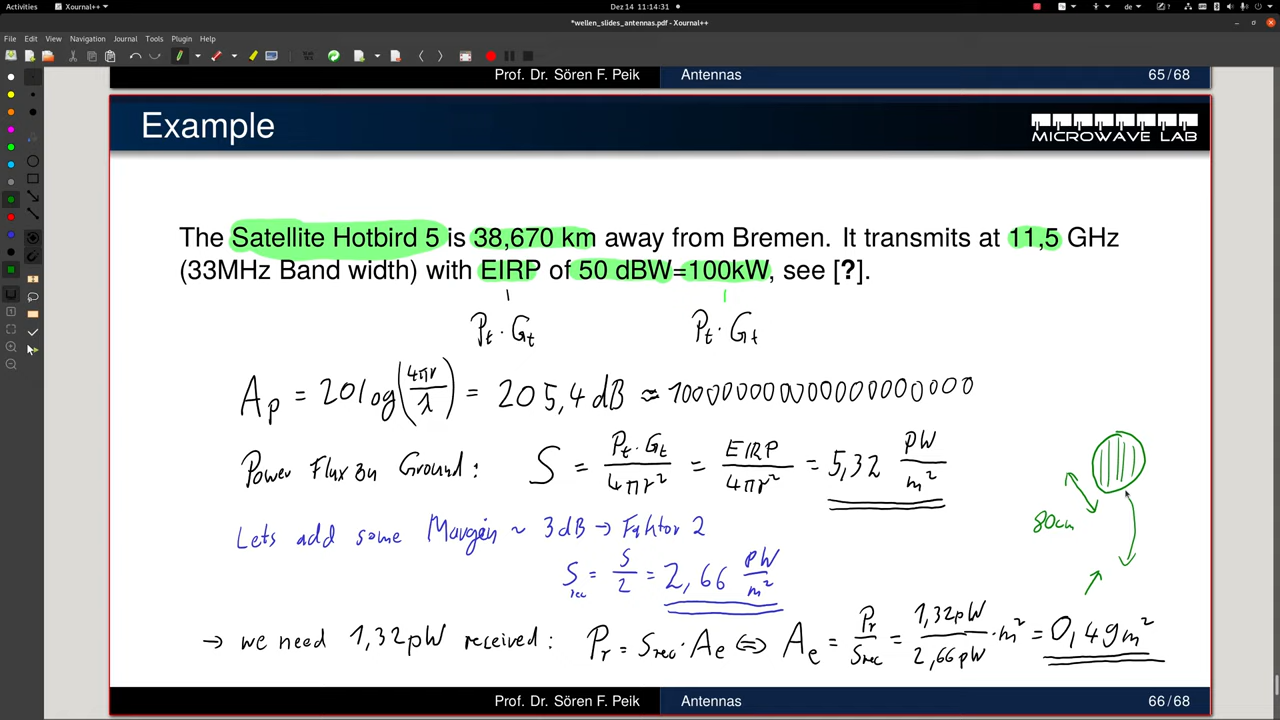 Activities
Xournal++
Dez 14 11:14:31
de
*wellen_slides_antennas.pdf - Xournal++
File Edit View Navigation Journal Tools Plugin Help
Prof. Dr. Sören F. Peik Antennas 65/68
Example
MICROWAVE LAB
The Satellite Hotbird 5 is 38,670 km away from Bremen. It transmits at 11,5 GHz
(33MHz Band width) with EIRP of 50 dBW=100kW, see [?].
Pt · Gt Pt · Gt
Ap = 20log(4πr/λ) = 205,4 dB ≈
Power Flux on Ground: S = Pt · Gt / 4πr² = EIRP / 4πr² = 5,32 pW/m²
80cm
Lets add some Margin ~ 3dB → Faktor 2
Srec = S/2 = 2,66 pW/m²
→ we need 1,32pW received: Pr = Srec · Ae ⇔ Ae = Pr/Srec = 1,32pW/2,66pW · m² = 0,49m²
Prof. Dr. Sören F. Peik Antennas 66/68